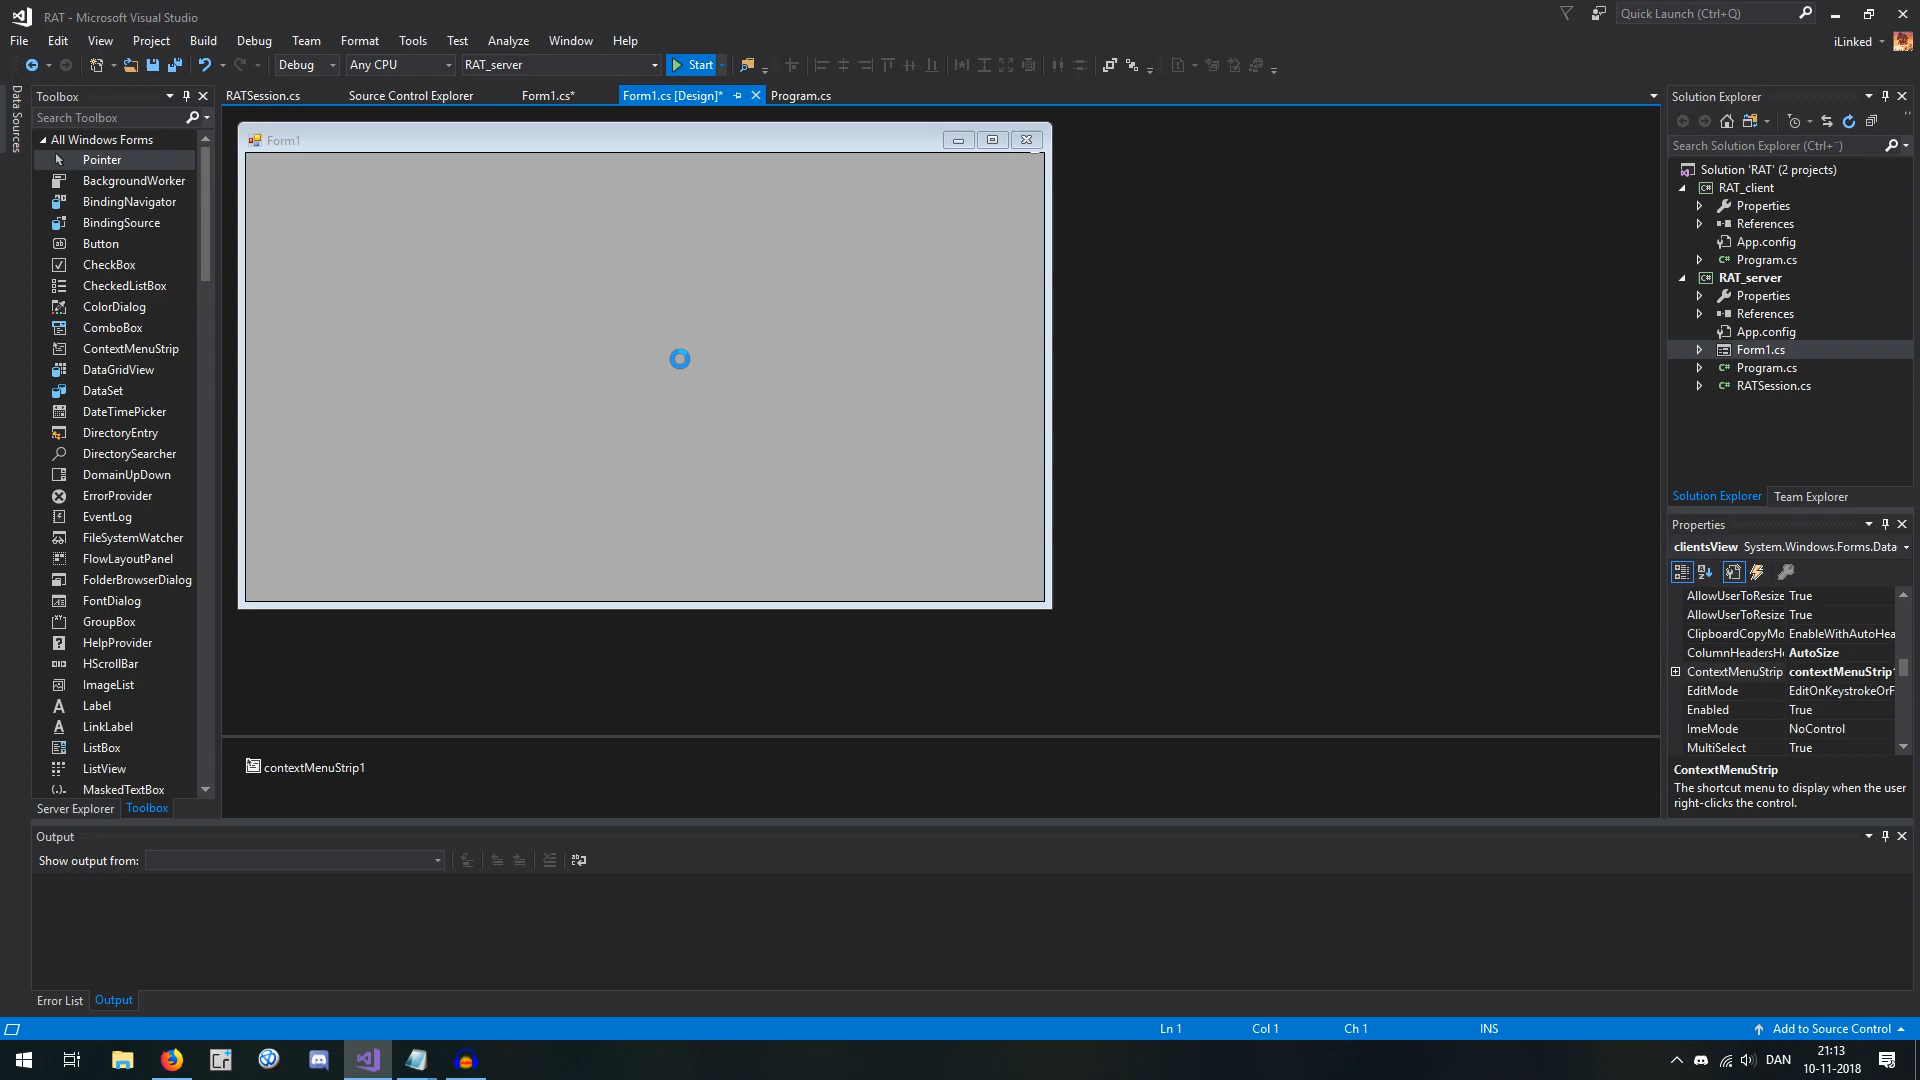 RAT - Microsoft Visual Studio
Quick Launch (Ctrl+Q)
File Edit View Project Build Debug Team Format Tools Test Analyze Window Help
iLinked
Debug Any CPU RAT_server Start
Data Sources
Toolbox
Search Toolbox
All Windows Forms
Pointer
BackgroundWorker
BindingNavigator
BindingSource
Button
CheckBox
CheckedListBox
ColorDialog
ComboBox
ContextMenuStrip
DataGridView
DataSet
DateTimePicker
DirectoryEntry
DirectorySearcher
DomainUpDown
ErrorProvider
EventLog
FileSystemWatcher
FlowLayoutPanel
FolderBrowserDialog
FontDialog
GroupBox
HelpProvider
HScrollBar
ImageList
Label
LinkLabel
ListBox
ListView
MaskedTextBox
Server Explorer Toolbox
RATSession.cs Source Control Explorer Form1.cs* Form1.cs [Design]* Program.cs
Form1
contextMenuStrip1
Solution Explorer
Search Solution Explorer (Ctrl+¨)
Solution 'RAT' (2 projects)
RAT_client
Properties
References
App.config
Program.cs
RAT_server
Properties
References
App.config
Form1.cs
Program.cs
RATSession.cs
Solution Explorer Team Explorer
Properties
clientsView System.Windows.Forms.Data
AllowUserToResize True
AllowUserToResize True
ClipboardCopyMo EnableWithAutoHea
ColumnHeadersHe AutoSize
ContextMenuStrip contextMenuStrip1
EditMode EditOnKeystrokeOrF
Enabled True
ImeMode NoControl
MultiSelect True
ContextMenuStrip
The shortcut menu to display when the user
right-clicks the control.
Output
Show output from:
Error List Output
Ln 1 Col 1 Ch 1 INS Add to Source Control
DAN
21:13
10-11-2018